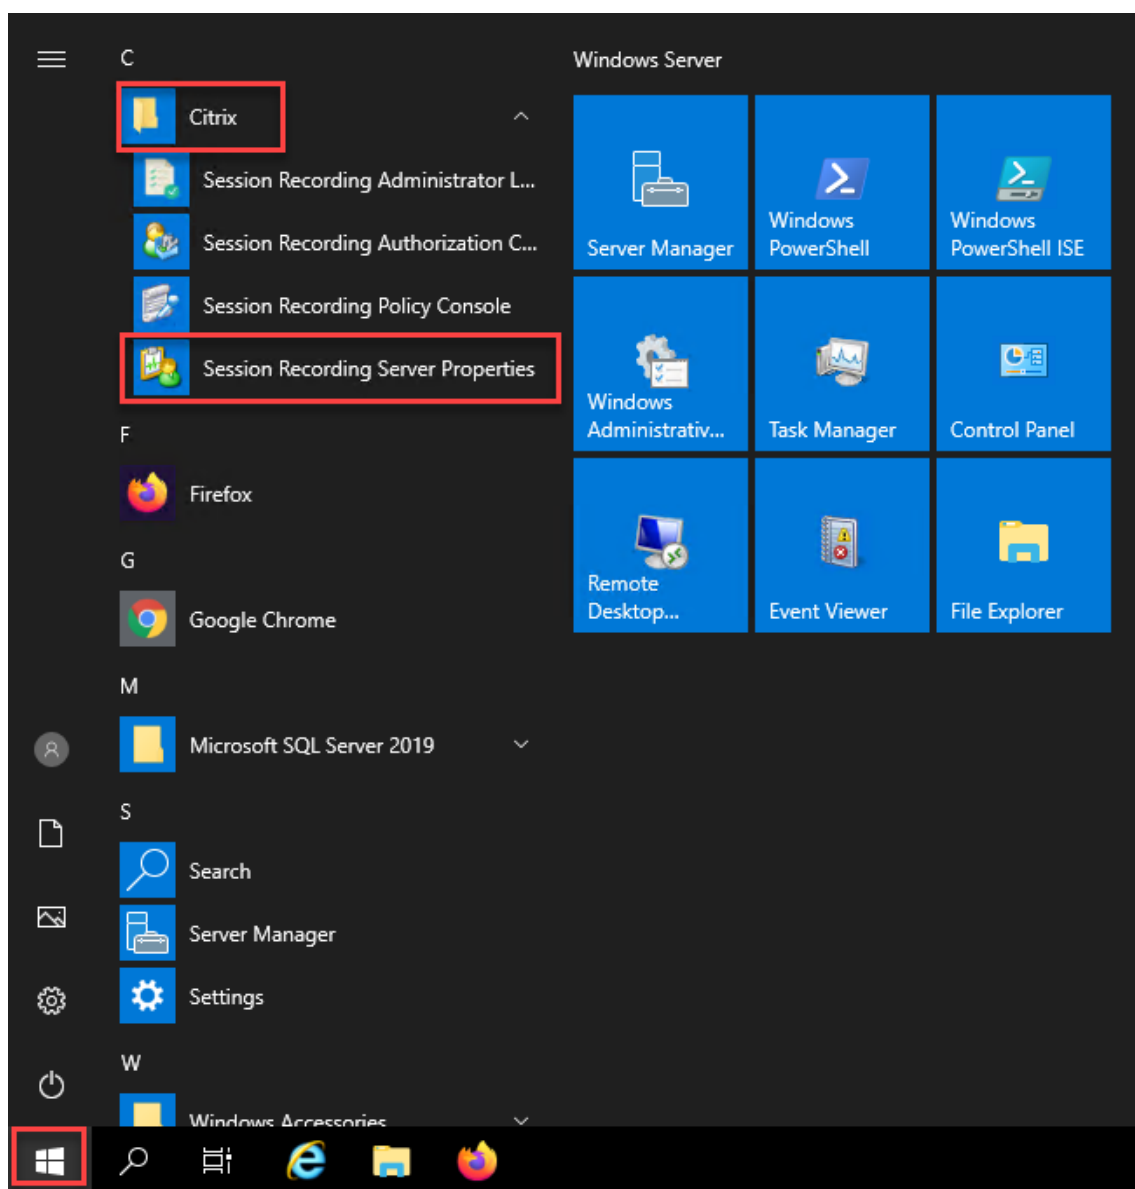 C
Citrix
Session Recording Administrator L...
Session Recording Authorization C...
Session Recording Policy Console
Session Recording Server Properties
F
Firefox
G
Google Chrome
M
Microsoft SQL Server 2019
S
Search
Server Manager
Settings
W
Windows Accessories
Windows Server
Server Manager
Windows
PowerShell
Windows
PowerShell ISE
Windows
Administrativ...
Task Manager
Control Panel
Remote
Desktop...
Event Viewer
File Explorer